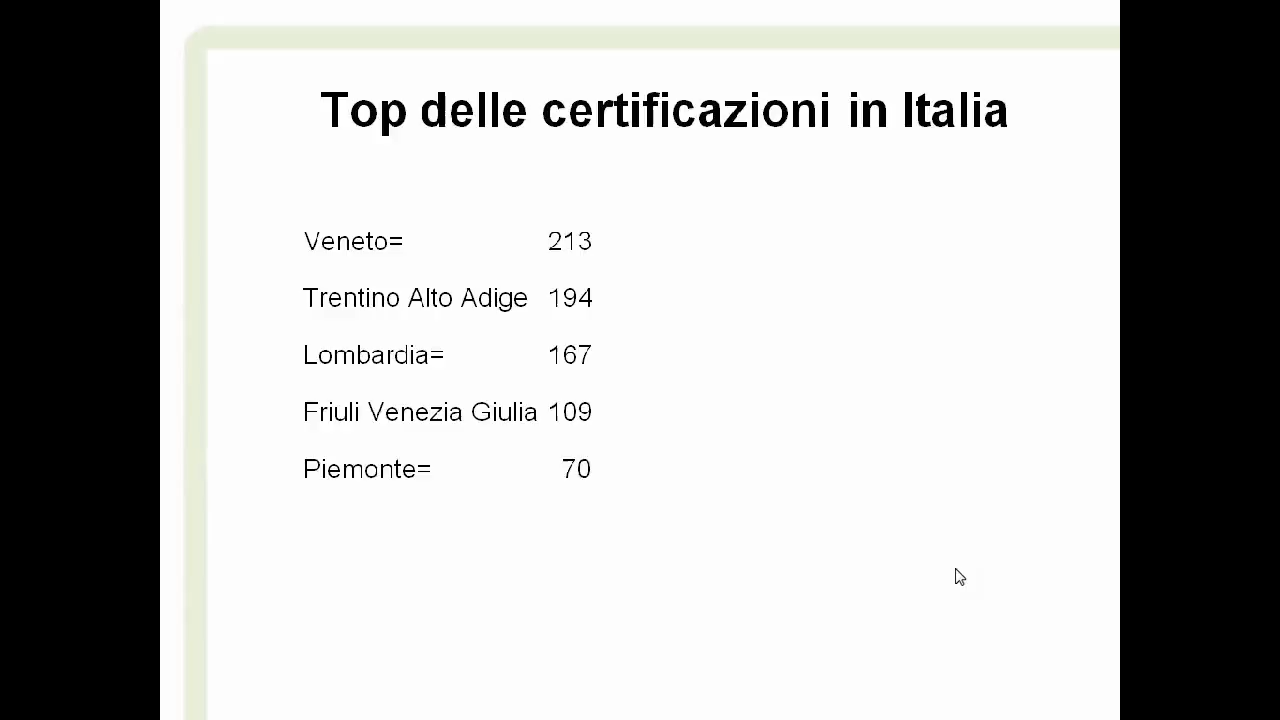 Top delle certificazioni in Italia
Veneto= 213
Trentino Alto Adige 194
Lombardia= 167
Friuli Venezia Giulia 109
Piemonte= 70